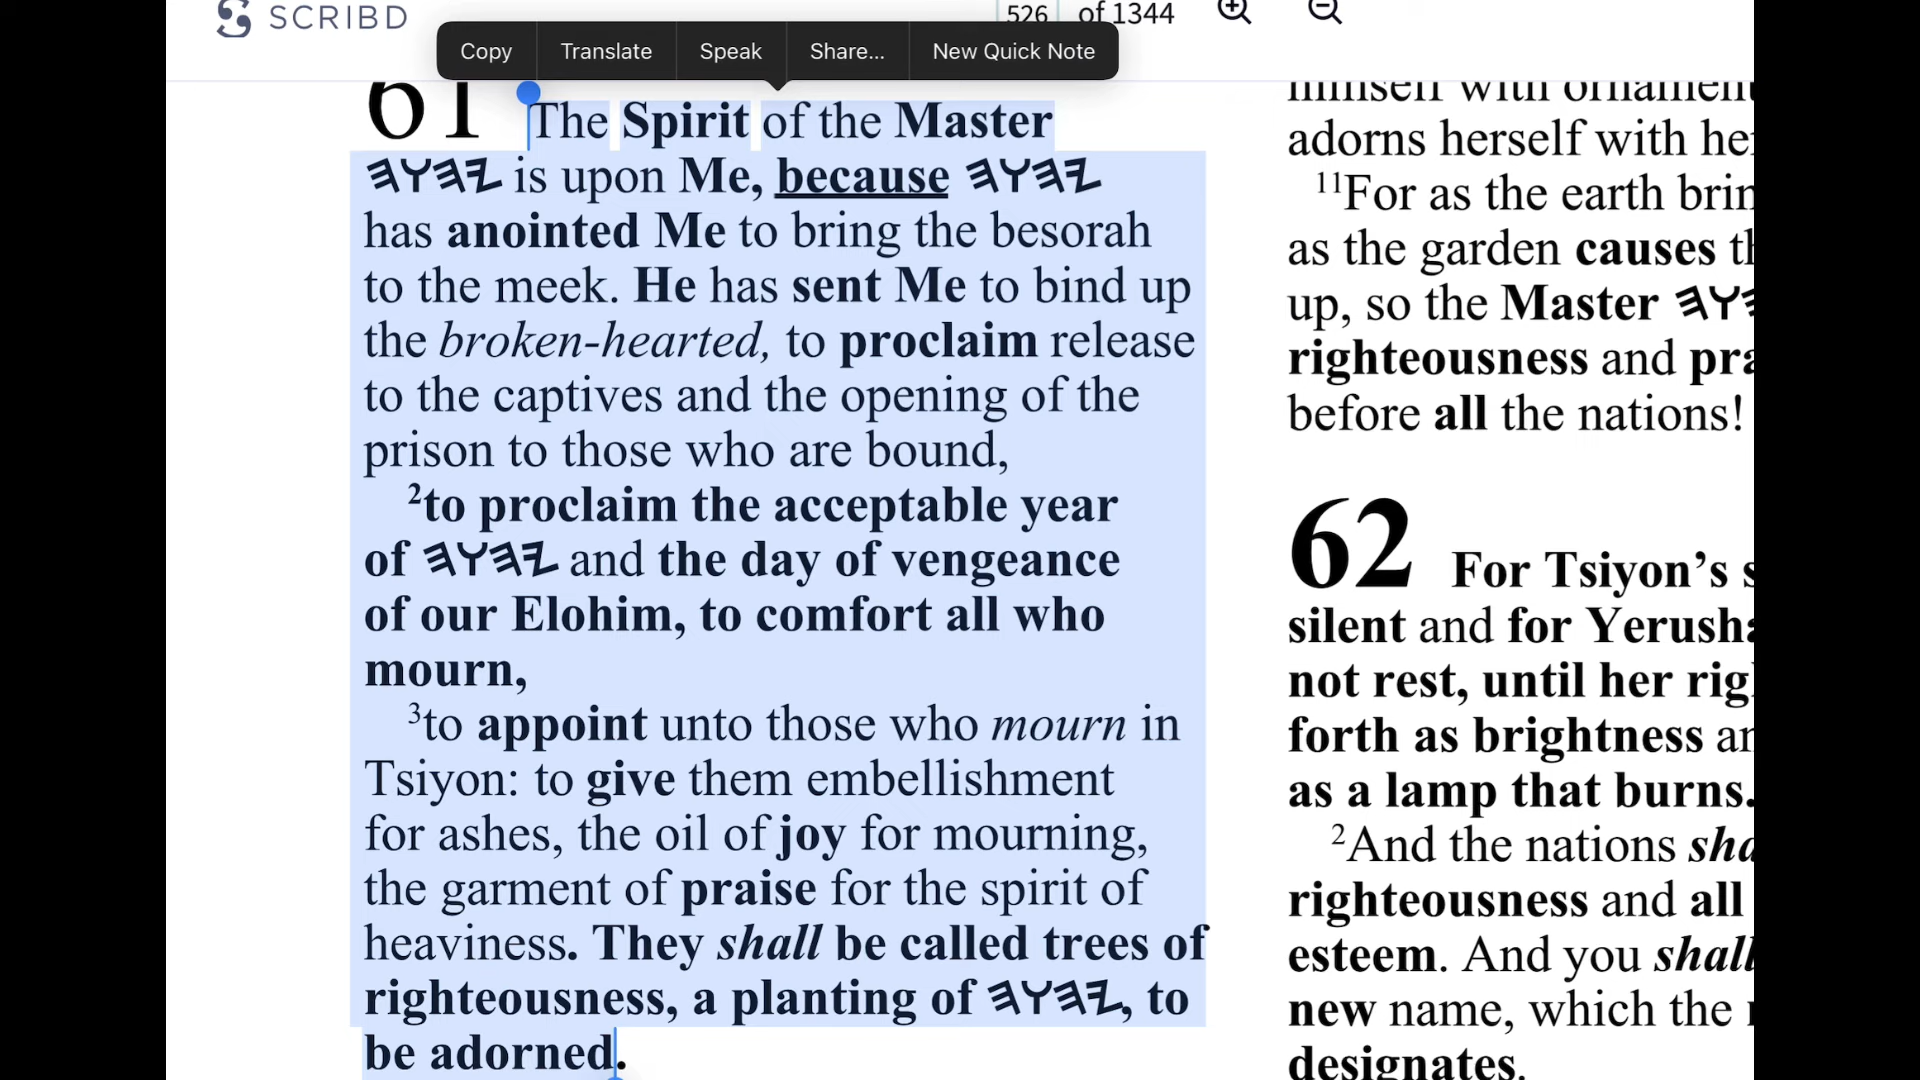 SCRIBD
526 of 1344
Copy Translate Speak Share... New Quick Note
61 The Spirit of the Master
𐤉𐤄𐤅𐤄 is upon Me, because 𐤉𐤄𐤅𐤄
has anointed Me to bring the besorah
to the meek. He has sent Me to bind up
the broken-hearted, to proclaim release
to the captives and the opening of the
prison to those who are bound,
²to proclaim the acceptable year
of 𐤉𐤄𐤅𐤄 and the day of vengeance
of our Elohim, to comfort all who
mourn,
³to appoint unto those who mourn in
Tsiyon: to give them embellishment
for ashes, the oil of joy for mourning,
the garment of praise for the spirit of
heaviness. They shall be called trees of
righteousness, a planting of 𐤉𐤄𐤅𐤄, to
be adorned.
himself with
adorns herself with
¹¹For as the earth
as the garden causes
up, so the Master
righteousness and
before all the nations!
62 For Tsiyon’s
silent and for
not rest, until her
forth as brightness
as a lamp that burns.
²And the nations
righteousness and all
esteem. And you shall
new name, which the
designates.